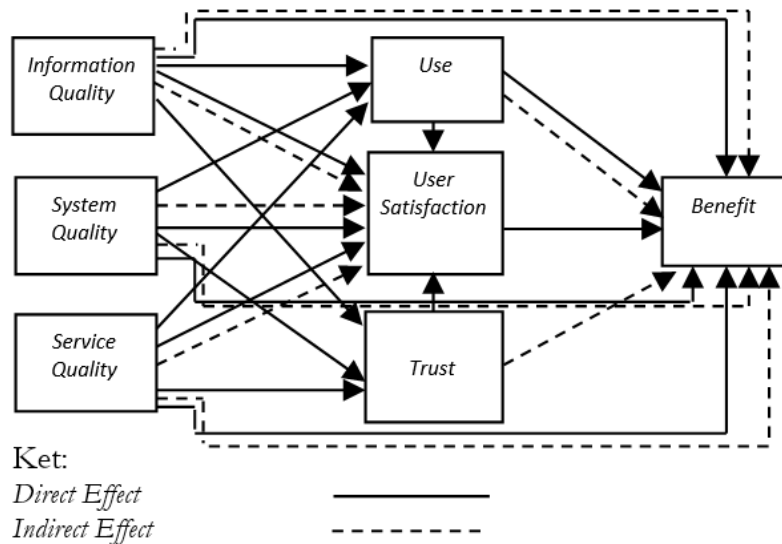 Information
Quality
Use
System
Quality
User
Satisfaction
Benefit
Service
Quality
Trust
Ket:
Direct Effect
Indirect Effect